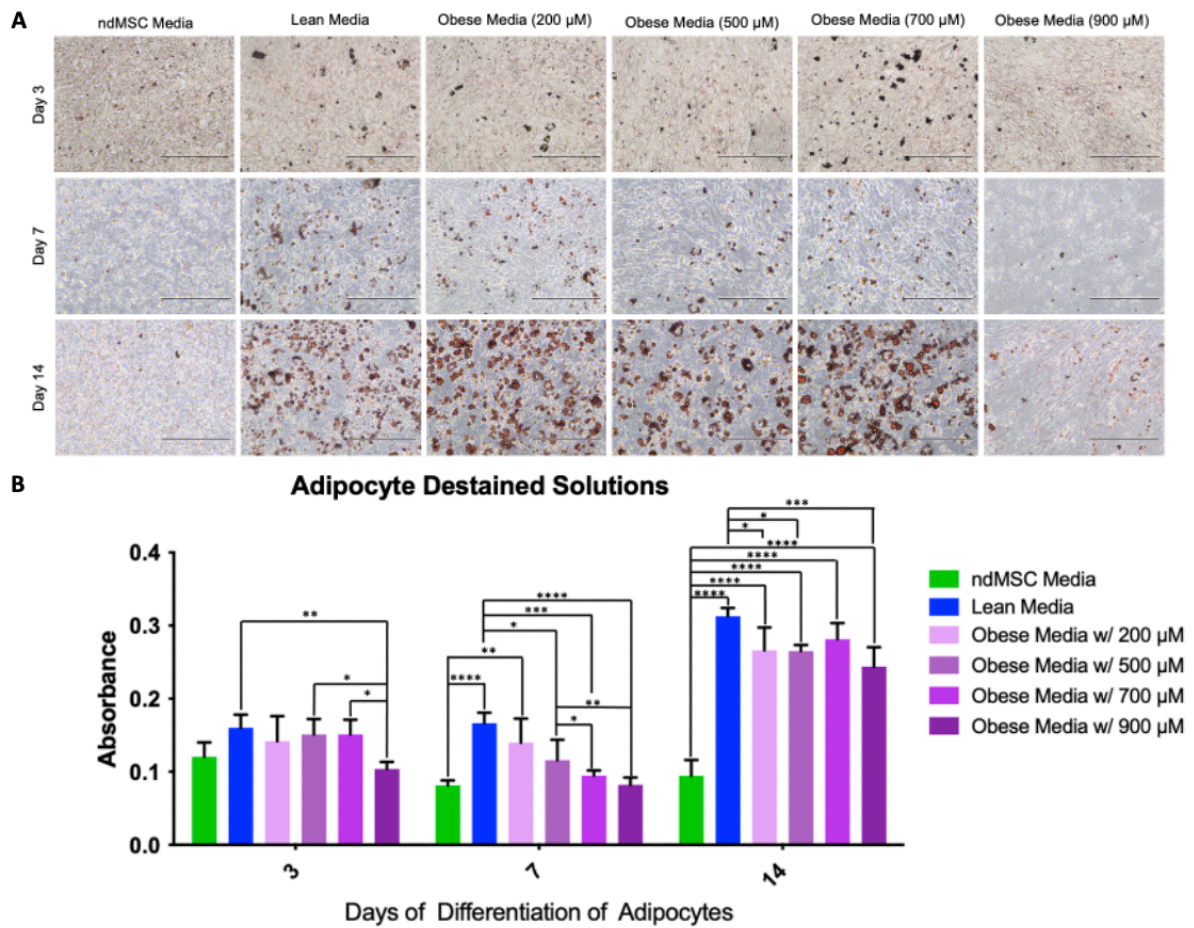 A
ndMSC Media
Lean Media
Obese Media (200 µM)
Obese Media (500 µM)
Obese Media (700 µM)
Obese Media (900 µM)
Day 3
Day 7
Day 14
B
Adipocyte Destained Solutions
Absorbance
0.4
0.3
0.2
0.1
0.0
**
*
*
****
***
*
**
****
**
*
***
*
*
****
****
****
****
****
3
7
14
Days of Differentiation of Adipocytes
ndMSC Media
Lean Media
Obese Media w/ 200 µM
Obese Media w/ 500 µM
Obese Media w/ 700 µM
Obese Media w/ 900 µM